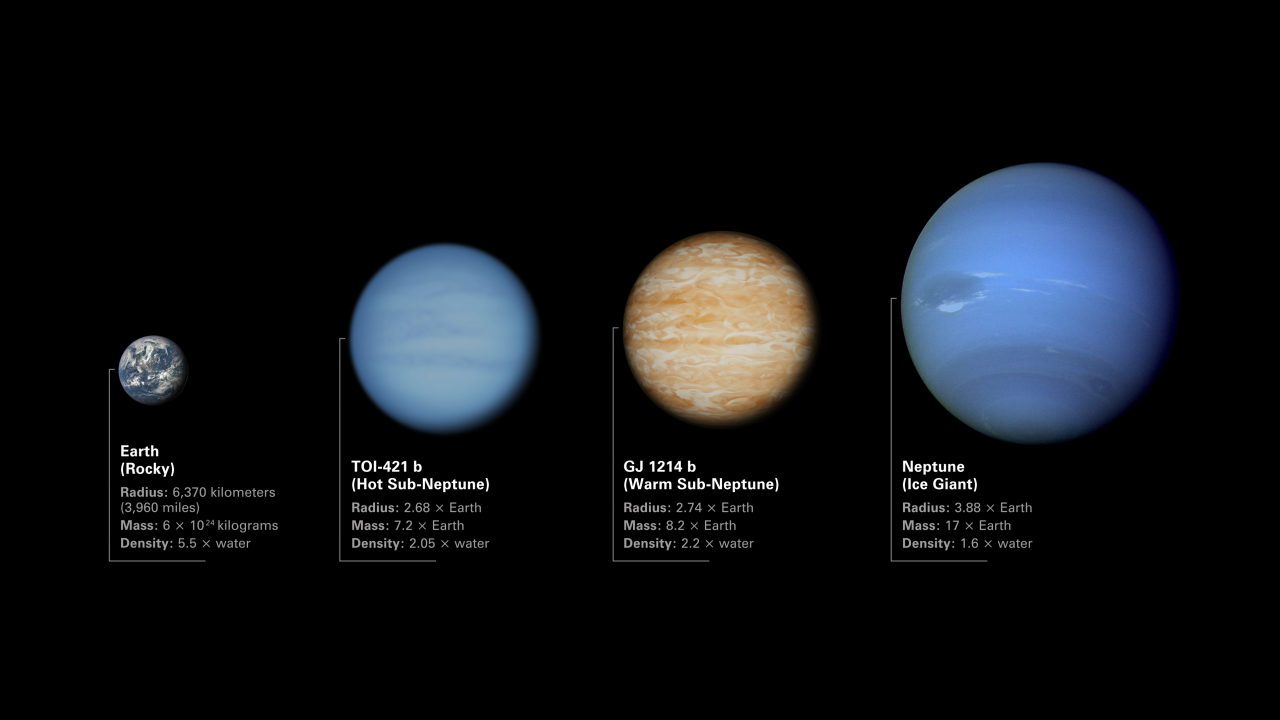 Earth
(Rocky)
Radius: 6,370 kilometers
(3,960 miles)
Mass: 6 × 10²⁴ kilograms
Density: 5.5 × water
TOI-421 b
(Hot Sub-Neptune)
Radius: 2.68 × Earth
Mass: 7.2 × Earth
Density: 2.05 × water
GJ 1214 b
(Warm Sub-Neptune)
Radius: 2.74 × Earth
Mass: 8.2 × Earth
Density: 2.2 × water
Neptune
(Ice Giant)
Radius: 3.88 × Earth
Mass: 17 × Earth
Density: 1.6 × water